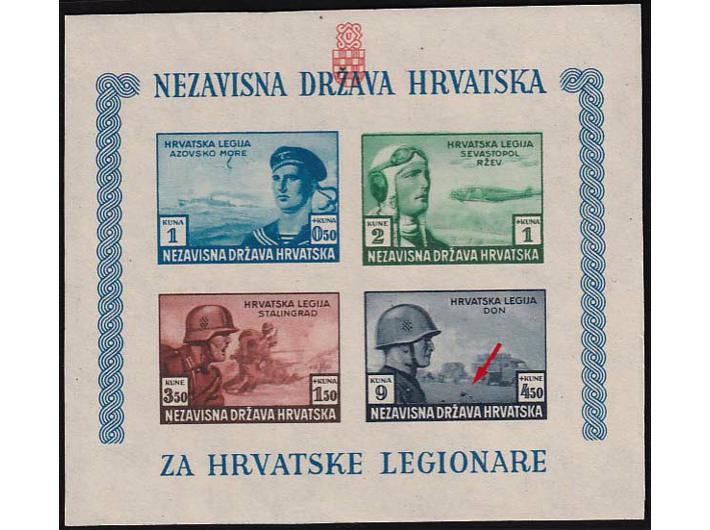 NEZAVISNA DRŽAVA HRVATSKA
HRVATSKA LEGIJA
AZOVSKO MORE
KUNA
1
+KUNA
0.50
NEZAVISNA DRŽAVA HRVATSKA
HRVATSKA LEGIJA
SEVASTOPOL
RŽEV
KUNE
2
+KUNA
1
NEZAVISNA DRŽAVA HRVATSKA
HRVATSKA LEGIJA
STALINGRAD
KUNE
3.50
+KUNA
1.50
NEZAVISNA DRŽAVA HRVATSKA
HRVATSKA LEGIJA
DON
KUNA
9
+KUNE
4.50
NEZAVISNA DRŽAVA HRVATSKA
ZA HRVATSKE LEGIONARE